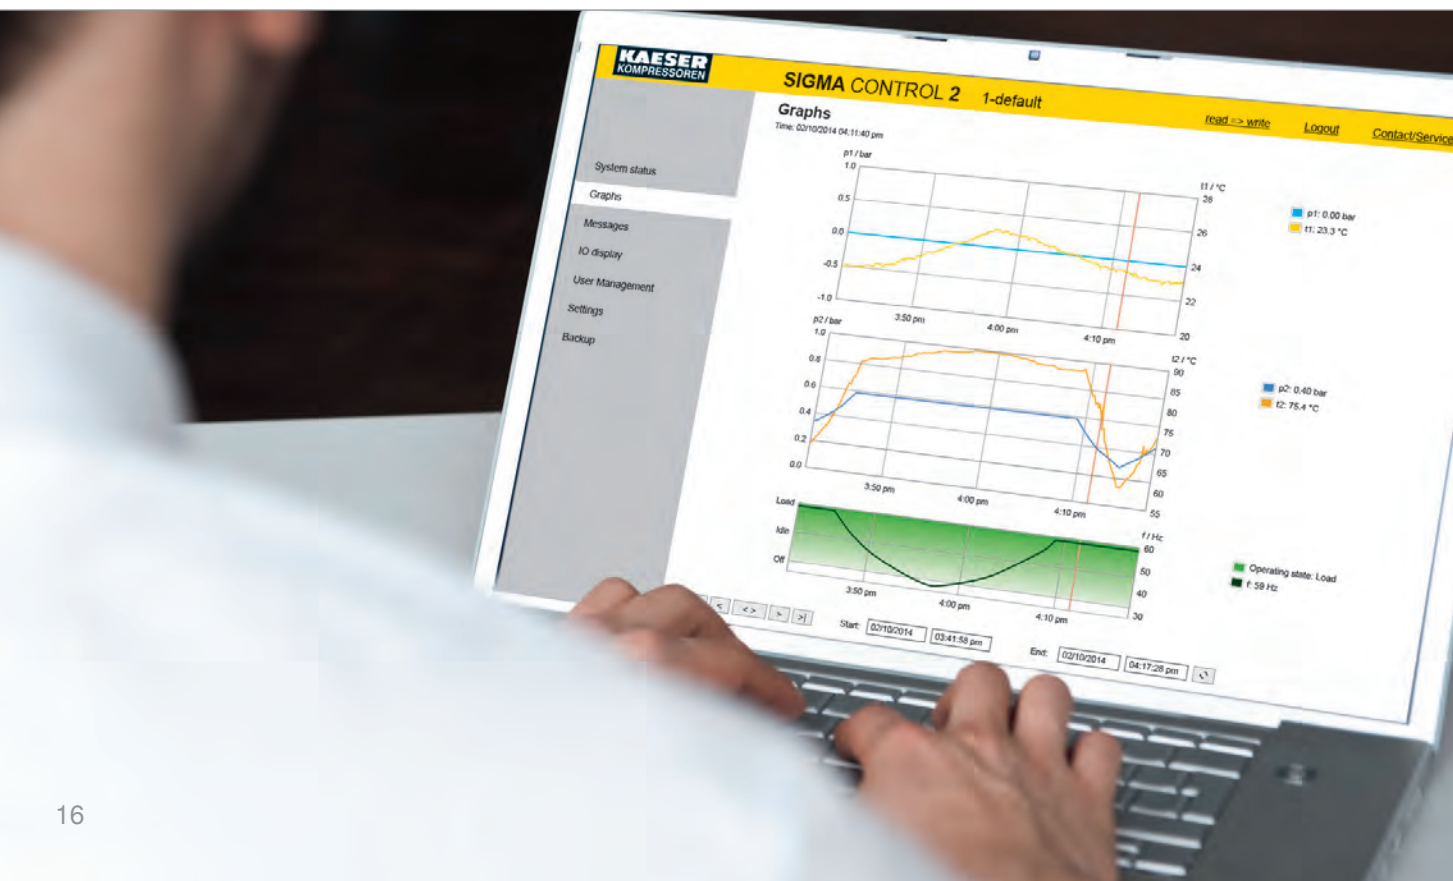 KAESER
KOMPRESSOREN
SIGMA CONTROL 2 1-default
read => write Logout Contact/Service
Graphs
Time: 02/10/2014 04:11:40 pm
System status
Graphs
Messages
IO display
User Management
Settings
Backup
p1 / bar
1.0
0.5
0.0
-0.5
-1.0
t1 / °C
28
26
24
22
20
3:50 pm 4:00 pm 4:10 pm
p1: 0.00 bar
t1: 23.3 °C
p2 / bar
1.0
0.8
0.6
0.4
0.2
0.0
t2 / °C
90
85
80
75
70
65
60
55
3:50 pm 4:00 pm 4:10 pm
p2: 0.40 bar
t2: 75.4 °C
Load
Idle
Off
f / Hz
60
50
40
30
3:50 pm 4:00 pm 4:10 pm
Operating state: Load
f: 59 Hz
< < > > >|
Start: 02/10/2014 03:41:58 pm End: 02/10/2014 04:17:28 pm
16